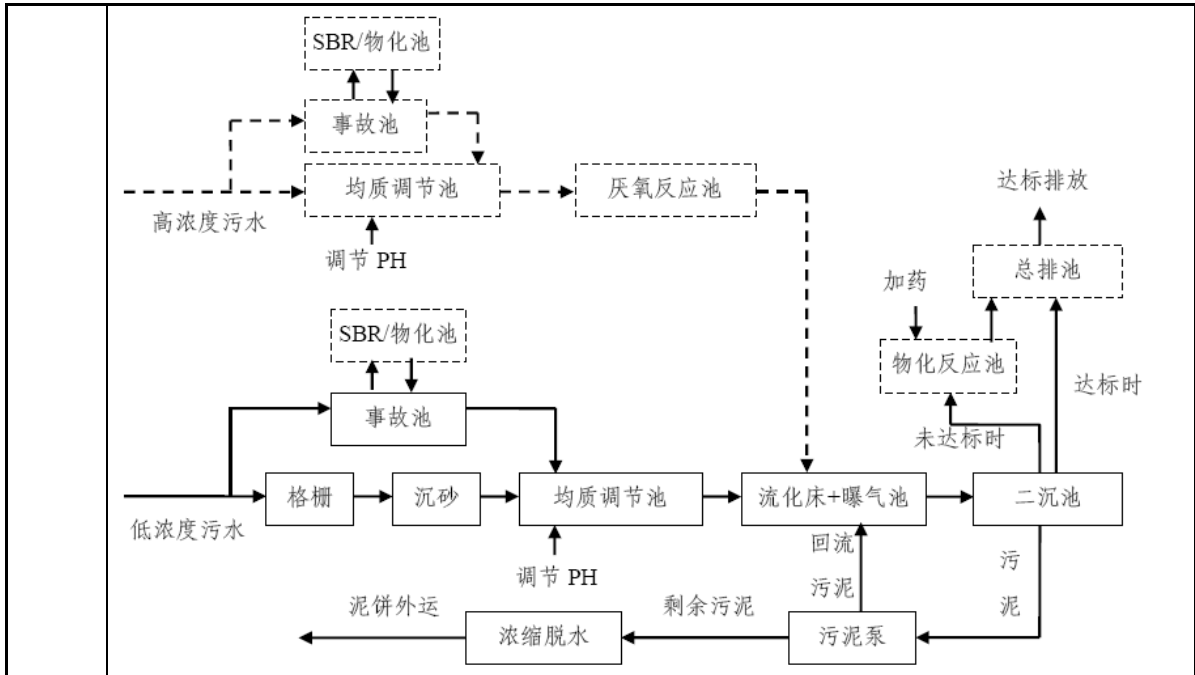 SBR/物化池
事故池
均质调节池
厌氧反应池
达标排放
高浓度污水
调节 PH
总排池
加药
SBR/物化池
物化反应池
达标时
事故池
未达标时
格栅
沉砂
均质调节池
流化床+曝气池
二沉池
低浓度污水
回流
污泥
污
泥
调节 PH
泥饼外运
剩余污泥
浓缩脱水
污泥泵